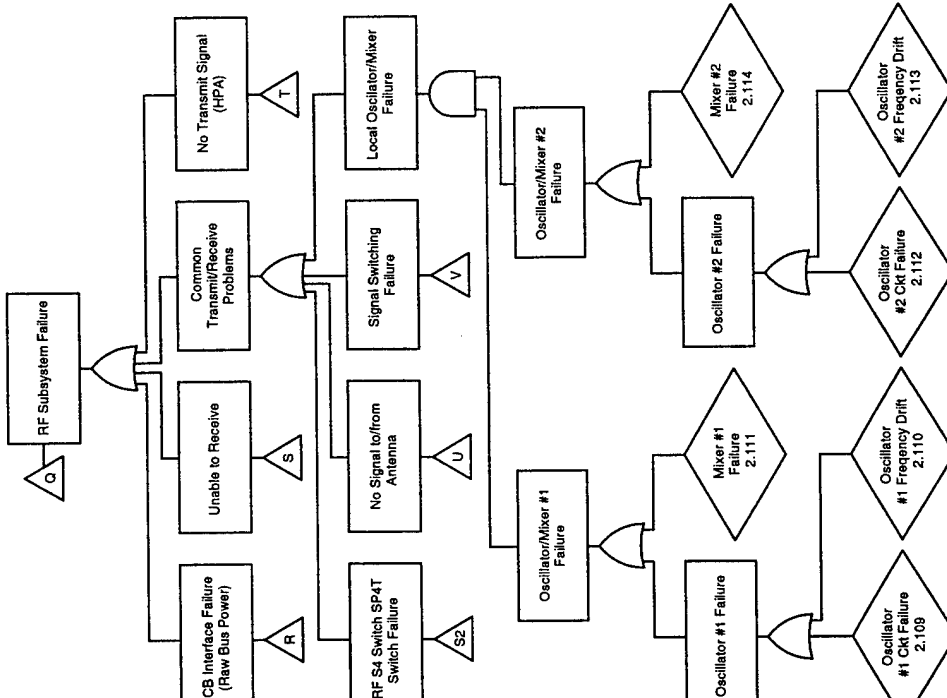 RF Subsystem Failure
Q
CB Interface Failure
(Raw Bus Power)
R
Unable to Receive
S
Common
Transmit/Receive
Problems
No Transmit Signal
(HPA)
T
RF S4 Switch SP4T
Switch Failure
S2
No Signal to/from
Antenna
U
Signal Switching
Failure
V
Local Oscilator/Mixer
Failure
Oscillator/Mixer #1
Failure
Oscillator/Mixer #2
Failure
Oscillator #1 Failure
Mixer #1
Failure
2.111
Oscillator #2 Failure
Mixer #2
Failure
2.114
Oscillator
#1 Ckt Failure
2.109
Oscillator
#1 Freqency Drift
2.110
Oscillator
#2 Ckt Failure
2.112
Oscillator
#2 Freqency Drift
2.113